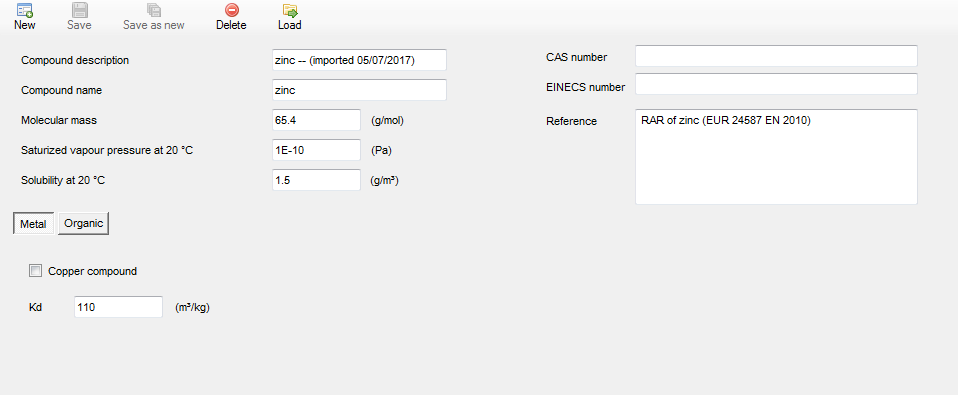 New Save Save as new Delete Load
Compound description zinc -- (imported 05/07/2017) CAS number
Compound name zinc EINECS number
Molecular mass 65.4 (g/mol) Reference RAR of zinc (EUR 24587 EN 2010)
Saturized vapour pressure at 20 °C 1E-10 (Pa)
Solubility at 20 °C 1.5 (g/m³)
Metal Organic
Copper compound
Kd 110 (m³/kg)